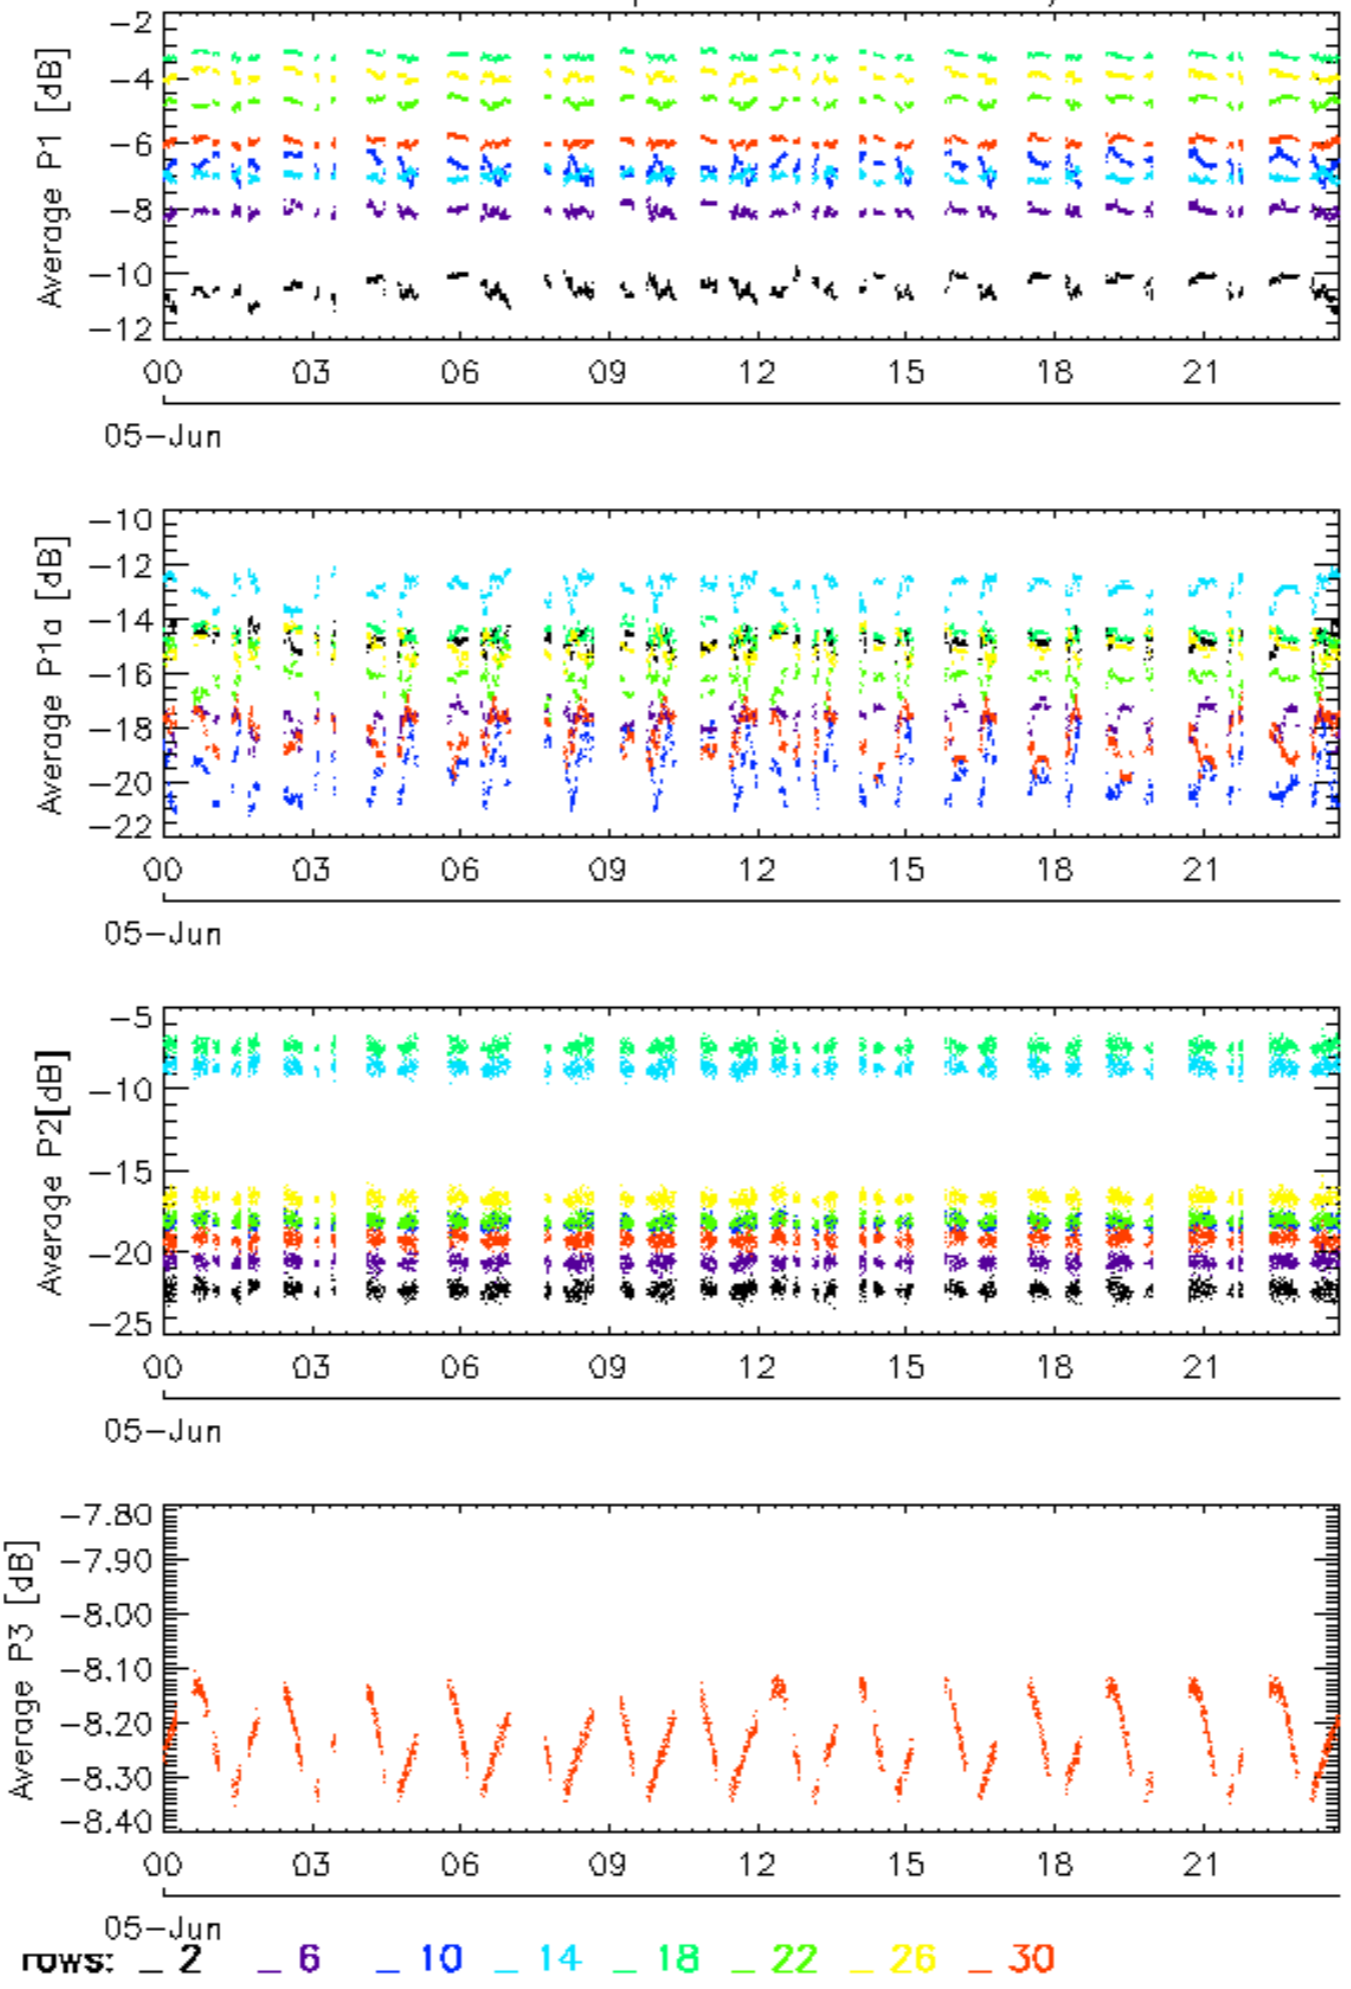 Average P1 [dB]
−2
−4
−6
−8
−10
−12
00 03 06 09 12 15 18 21
05−Jun
Average P1a [dB]
−10
−12
−14
−16
−18
−20
−22
00 03 06 09 12 15 18 21
05−Jun
Average P2[dB]
−5
−10
−15
−20
−25
00 03 06 09 12 15 18 21
05−Jun
Average P3 [dB]
−7.80
−7.90
−8.00
−8.10
−8.20
−8.30
−8.40
00 03 06 09 12 15 18 21
05−Jun
rows: _ 2 _ 6 _ 10 _ 14 _ 18 _ 22 _ 26 _ 30